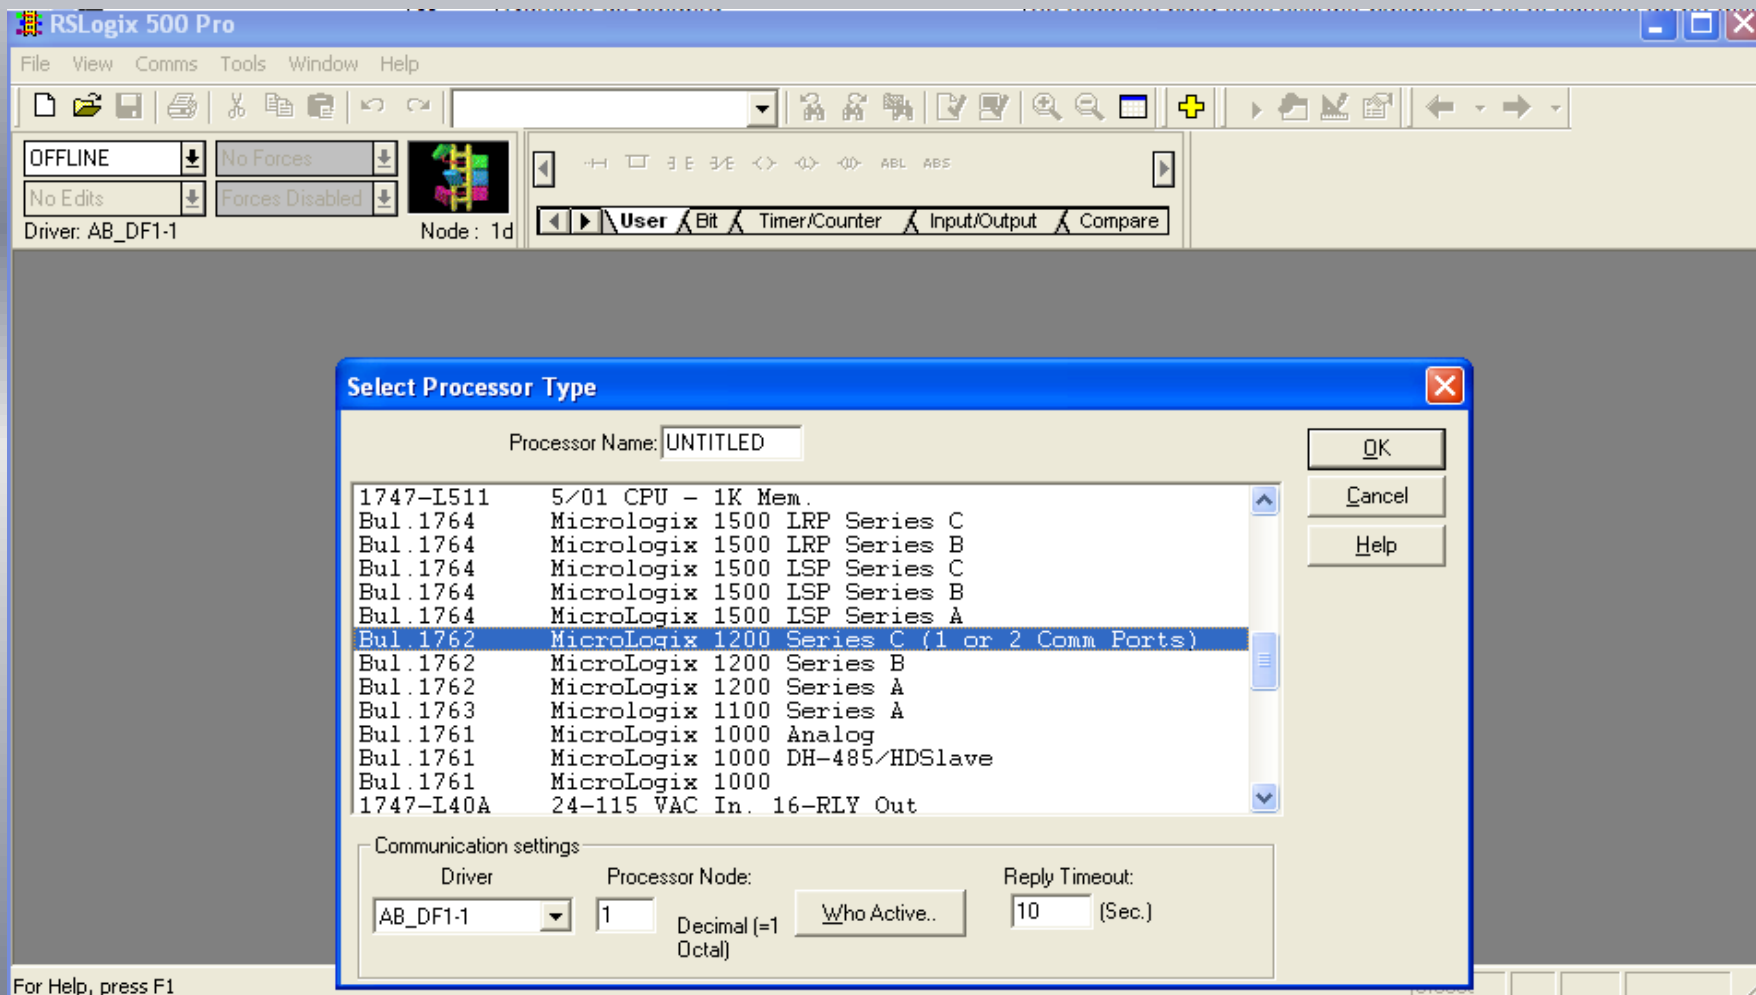 RSLogix 500 Pro
File View Comms Tools Window Help
OFFLINE No Forces
No Edits Forces Disabled
Driver: AB_DF1-1 Node : 1d
ABL ABS
User Bit Timer/Counter Input/Output Compare
Select Processor Type
Processor Name: UNTITLED
OK
Cancel
Help
1747-L511 5/01 CPU - 1K Mem.
Bul.1764 Micrologix 1500 LRP Series C
Bul.1764 Micrologix 1500 LRP Series B
Bul.1764 Micrologix 1500 LSP Series C
Bul.1764 MicroLogix 1500 LSP Series B
Bul.1764 MicroLogix 1500 LSP Series A
Bul.1762 MicroLogix 1200 Series C (1 or 2 Comm Ports)
Bul.1762 MicroLogix 1200 Series B
Bul.1762 MicroLogix 1200 Series A
Bul.1763 Micrologix 1100 Series A
Bul.1761 MicroLogix 1000 Analog
Bul.1761 MicroLogix 1000 DH-485/HDSlave
Bul.1761 MicroLogix 1000
1747-L40A 24-115 VAC In. 16-RLY Out
Communication settings
Driver Processor Node: Reply Timeout:
AB_DF1-1 1 Decimal (=1 Octal) Who Active.. 10 (Sec.)
For Help, press F1